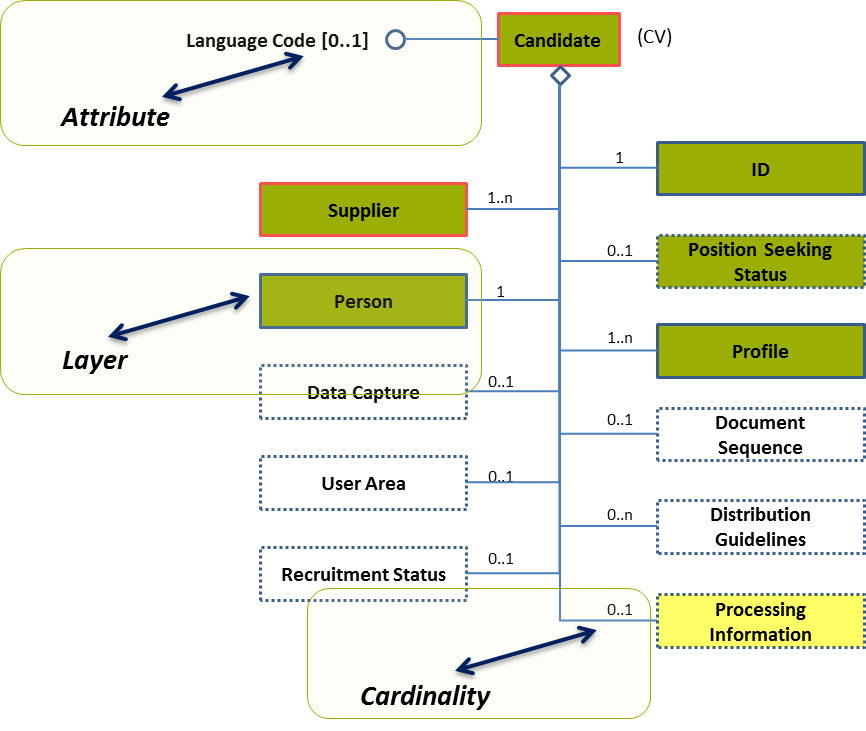 Language Code [0..1]
Candidate
(CV)
Attribute
1
ID
1..n
Supplier
0..1
Position Seeking
Status
1
Person
1..n
Profile
Layer
0..1
Data Capture
0..1
Document
Sequence
0..1
User Area
0..n
Distribution
Guidelines
0..1
Recruitment Status
0..1
Processing
Information
Cardinality